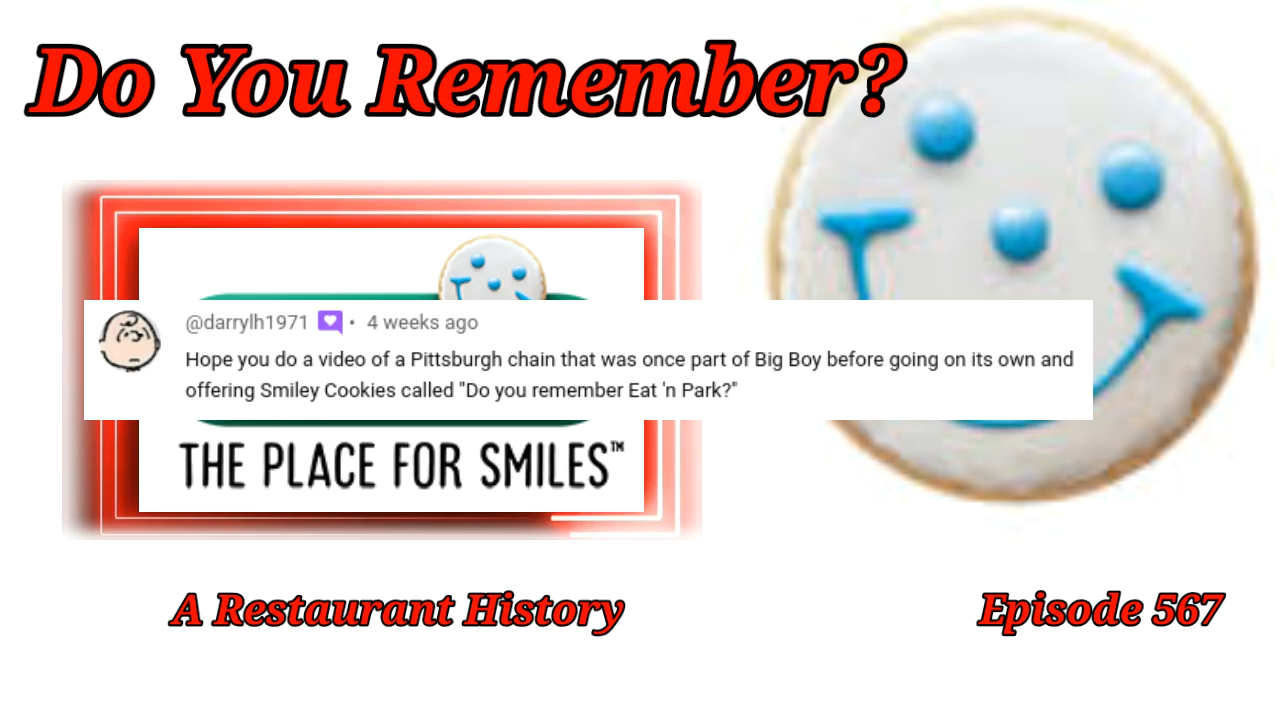 Do You Remember?
@darrylh1971 • 4 weeks ago
Hope you do a video of a Pittsburgh chain that was once part of Big Boy before going on its own and
offering Smiley Cookies called "Do you remember Eat 'n Park?"
THE PLACE FOR SMILES™
A Restaurant History
Episode 567